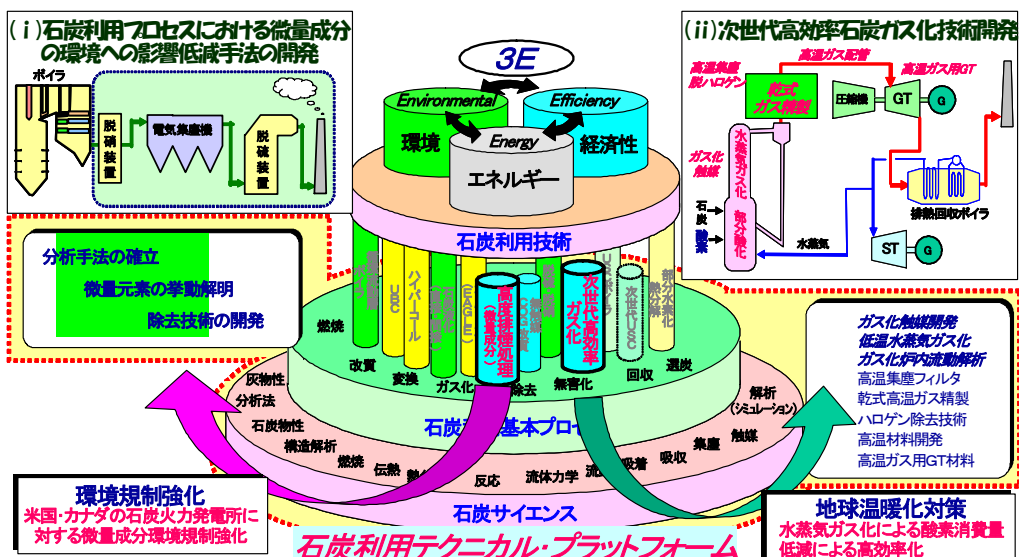 (ⅰ)石炭利用プロセスにおける微量成分
の環境への影響低減手法の開発
ボイラ
脱硝装置
電気集塵機
脱硫装置
3E
Environmental
環境
Efficiency
経済性
Energy
エネルギー
(ii)次世代高効率石炭ガス化技術開発
高温ガス配管
高温集塵
脱ハロゲン
高温ガス用GT
乾式
ガス精製
圧縮機
GT
G
水蒸気ガス化
ガス化
触媒
部分酸化
石炭
酸素
水蒸気
排熱回収ボイラ
ST
G
石炭利用技術
分析手法の確立
微量元素の挙動解明
除去技術の開発
ボイラ
UBC
ハイパーコール
(EAGLE)
高度排煙処理
(微量成分)
次世代高効率
ガス化
次世代USC
部分水素化
熱分解
燃焼
改質
変換
ガス化
除去
無害化
回収
選炭
ガス化触媒開発
低温水蒸気ガス化
ガス化炉内流動解析
高温集塵フィルタ
乾式高温ガス精製
ハロゲン除去技術
高温材料開発
高温ガス用GT材料
灰物性
分析法
石炭物性
構造解析
燃焼
伝熱
反応
流体力学
吸着
吸収
集塵
触媒
解析
(シミュレーション)
基本プロセ
石炭サイエンス
環境規制強化
米国・カナダの石炭火力発電所に
対する微量成分環境規制強化
地球温暖化対策
水蒸気ガス化による酸素消費量
低減による高効率化
石炭利用テクニカル・プラットフォーム